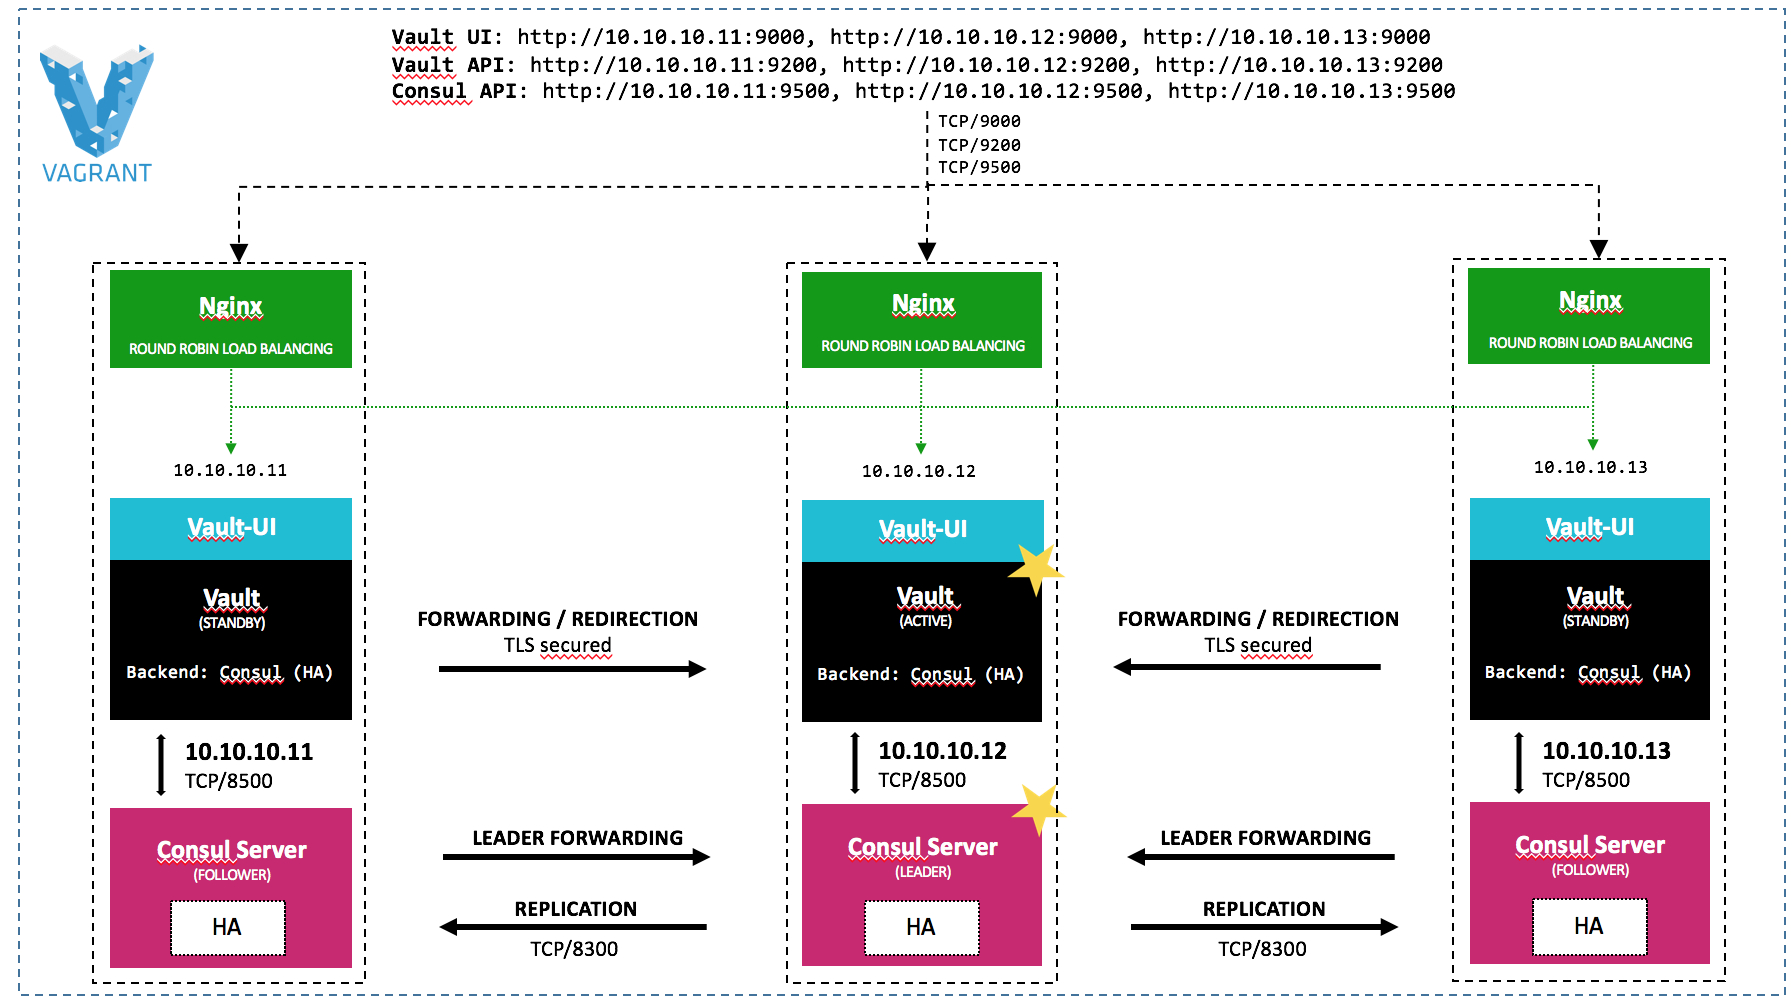 Vault UI: http://10.10.10.11:9000, http://10.10.10.12:9000, http://10.10.10.13:9000
Vault API: http://10.10.10.11:9200, http://10.10.10.12:9200, http://10.10.10.13:9200
Consul API: http://10.10.10.11:9500, http://10.10.10.12:9500, http://10.10.10.13:9500
VAGRANT
TCP/9000
TCP/9200
TCP/9500
Nginx
ROUND ROBIN LOAD BALANCING
10.10.10.11
Vault-UI
Vault
(STANDBY)
Backend: Consul (HA)
10.10.10.11
TCP/8500
Consul Server
(FOLLOWER)
HA
FORWARDING / REDIRECTION
TLS secured
LEADER FORWARDING
REPLICATION
TCP/8300
Nginx
ROUND ROBIN LOAD BALANCING
10.10.10.12
Vault-UI
Vault
(ACTIVE)
Backend: Consul (HA)
10.10.10.12
TCP/8500
Consul Server
(LEADER)
HA
FORWARDING / REDIRECTION
TLS secured
LEADER FORWARDING
REPLICATION
TCP/8300
Nginx
ROUND ROBIN LOAD BALANCING
10.10.10.13
Vault-UI
Vault
(STANDBY)
Backend: Consul (HA)
10.10.10.13
TCP/8500
Consul Server
(FOLLOWER)
HA